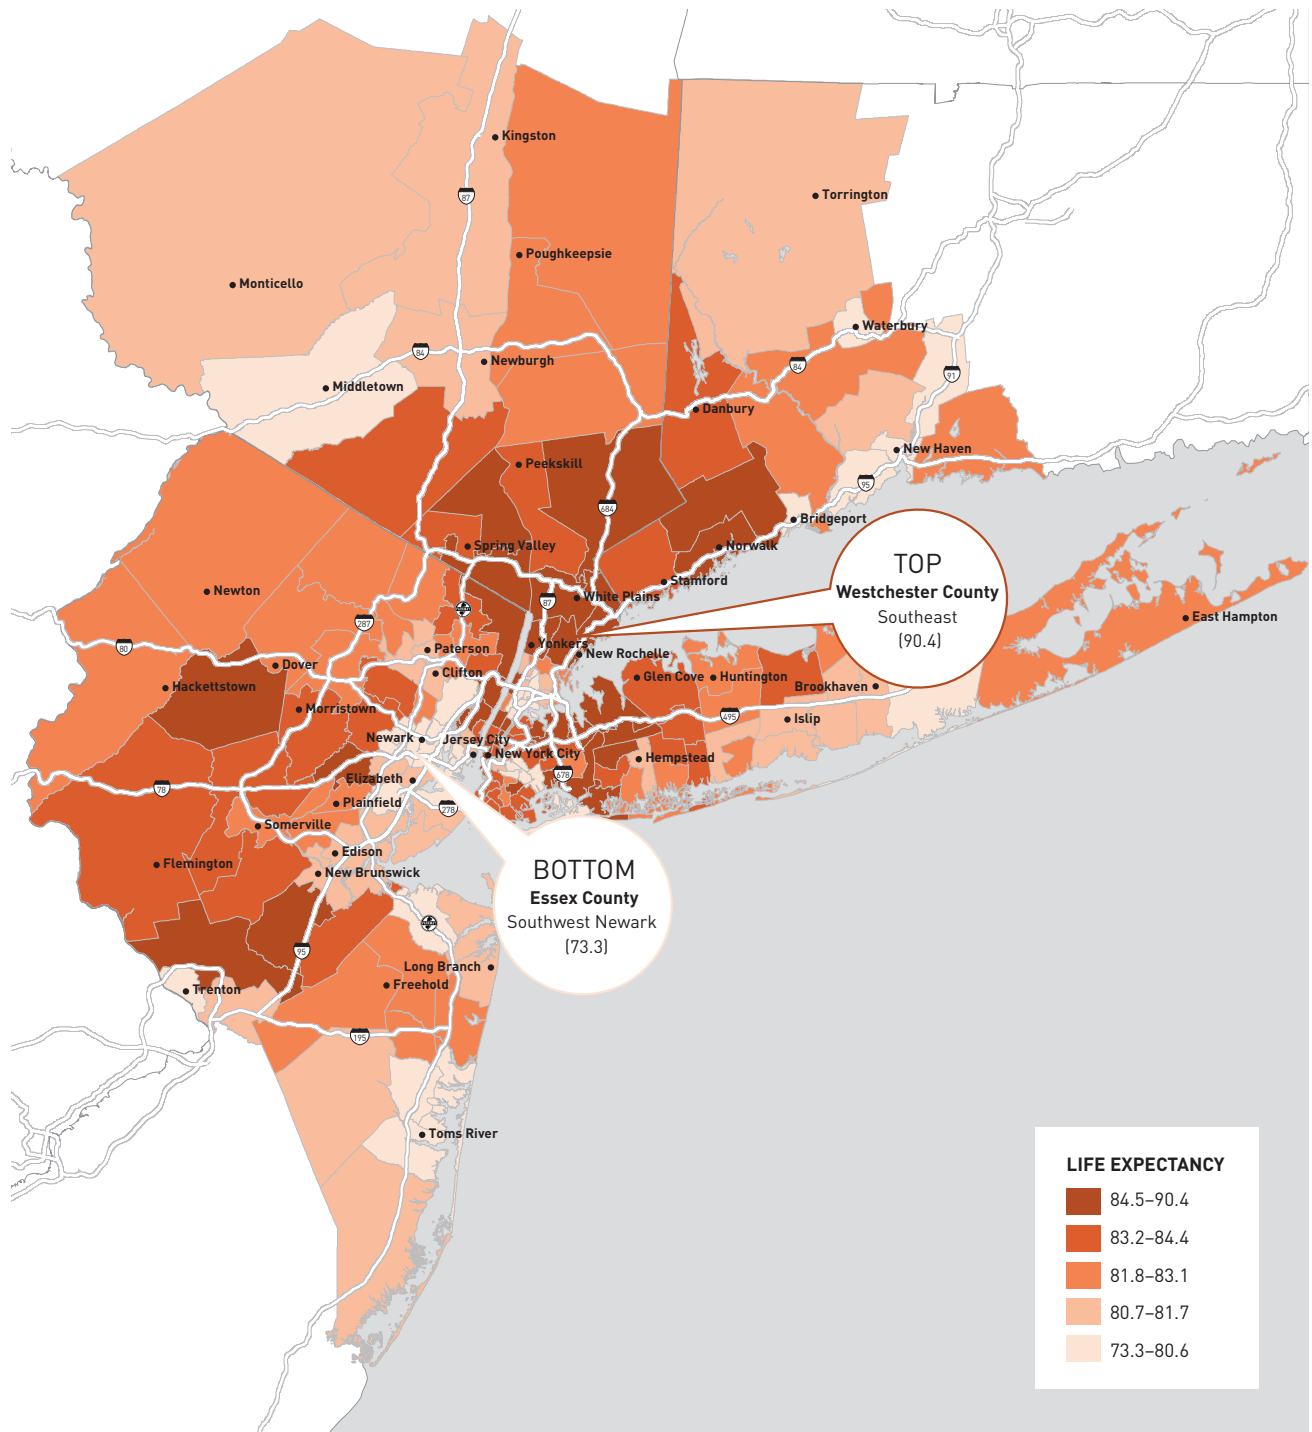 Kingston
87
Torrington
Poughkeepsie
Monticello
Waterbury
84
Newburgh
84
91
Middletown
Danbury
New Haven
Peekskill
95
684
Bridgeport
Spring Valley
Norwalk
TOP
Westchester County
Southeast
(90.4)
Stamford
Newton
White Plains
87
287
East Hampton
80
Yonkers
Paterson
New Rochelle
Dover
Clifton
Glen Cove
Huntington
Hackettstown
Brookhaven
Morristown
495
Islip
Newark
Jersey City
New York City
Hempstead
Elizabeth
678
78
Plainfield
278
Somerville
Edison
Flemington
New Brunswick
BOTTOM
Essex County
Southwest Newark
(73.3)
95
Long Branch
Freehold
Trenton
195
Toms River
LIFE EXPECTANCY
84.5–90.4
83.2–84.4
81.8–83.1
80.7–81.7
73.3–80.6